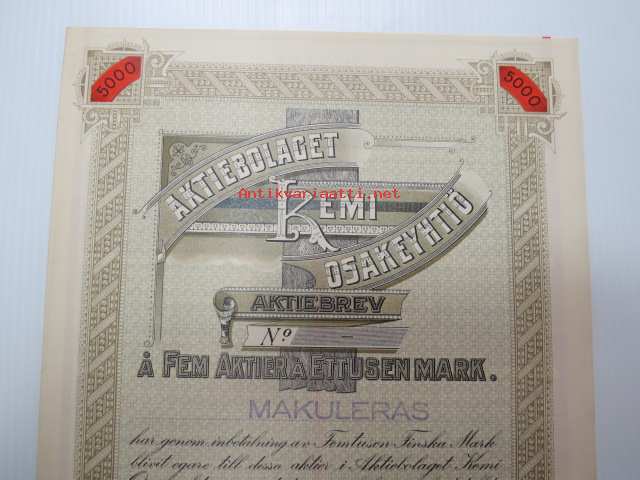 5000
5000
AKTIEBOLAGET
Antikvariaatti.net
KEMI
OSAKEYHTIÖ
AKTIEBREV
Nº -
Å FEM AKTIER À ETTUSEN MARK.
MAKULERAS
har genom inbetalning av Femtusen Finska Mark
blivit egare till dessa aktier i Aktiebolaget Kemi